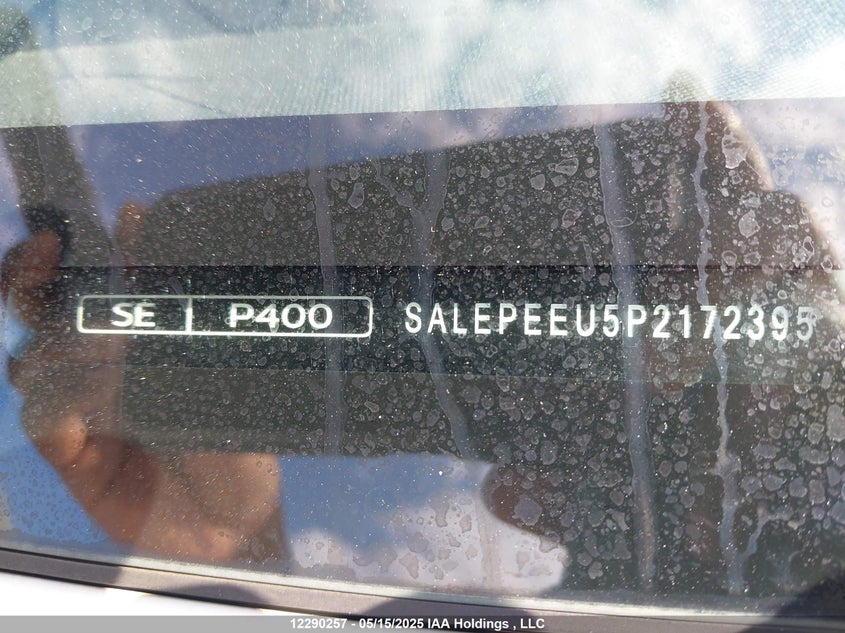 SE P400 SALEPEEU5P2172395
12290257 - 05/15/2025 IAA Holdings , LLC